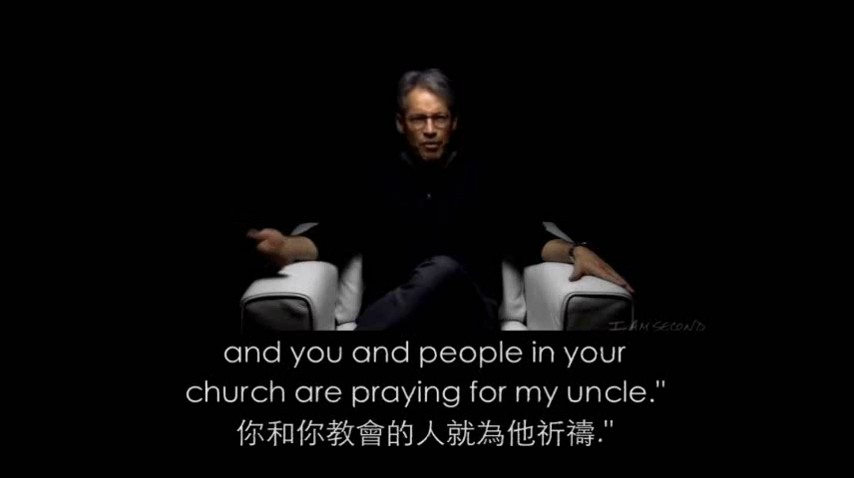 I AM SECOND
and you and people in your
church are praying for my uncle."
你和你教會的人就為他祈禱."